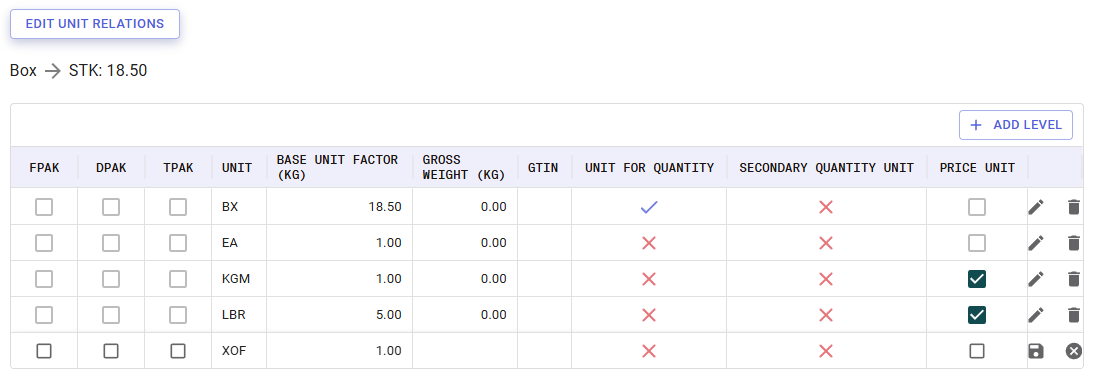 EDIT UNIT RELATIONS
Box → STK: 18.50
+ ADD LEVEL
FPAK DPAK TPAK UNIT BASE UNIT FACTOR (KG) GROSS WEIGHT (KG) GTIN UNIT FOR QUANTITY SECONDARY QUANTITY UNIT PRICE UNIT
BX 18.50 0.00
EA 1.00 0.00
KGM 1.00 0.00
LBR 5.00 0.00
XOF 1.00